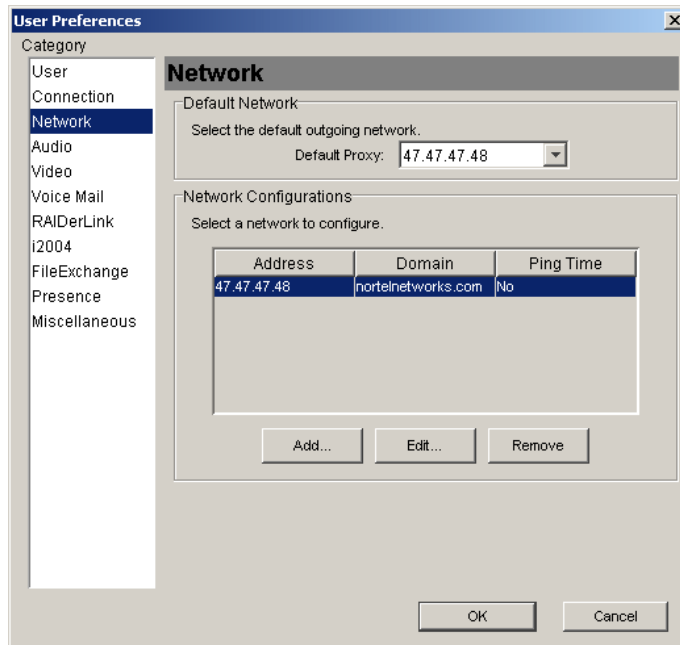 User Preferences
Category
User
Connection
Network
Audio
Video
Voice Mail
RAIDerLink
i2004
FileExchange
Presence
Miscellaneous
Network
Default Network
Select the default outgoing network.
Default Proxy: 47.47.47.48
Network Configurations
Select a network to configure.
Address Domain Ping Time
47.47.47.48 nortelnetworks.com No
Add... Edit... Remove
OK Cancel